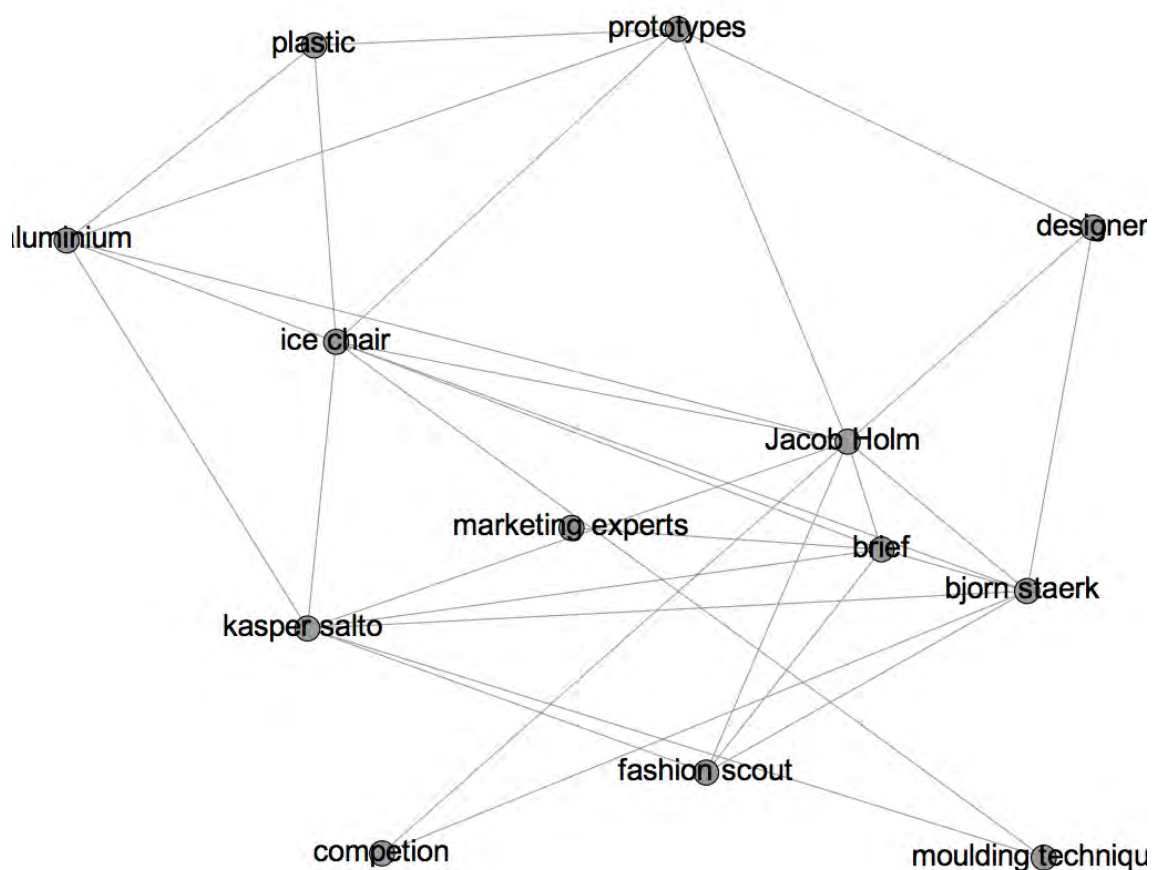 prototypes
plastic
designer
luminium
ice chair
Jacob Holm
marketing experts
brief
bjorn staerk
kasper salto
fashion scout
competion
moulding techniqu